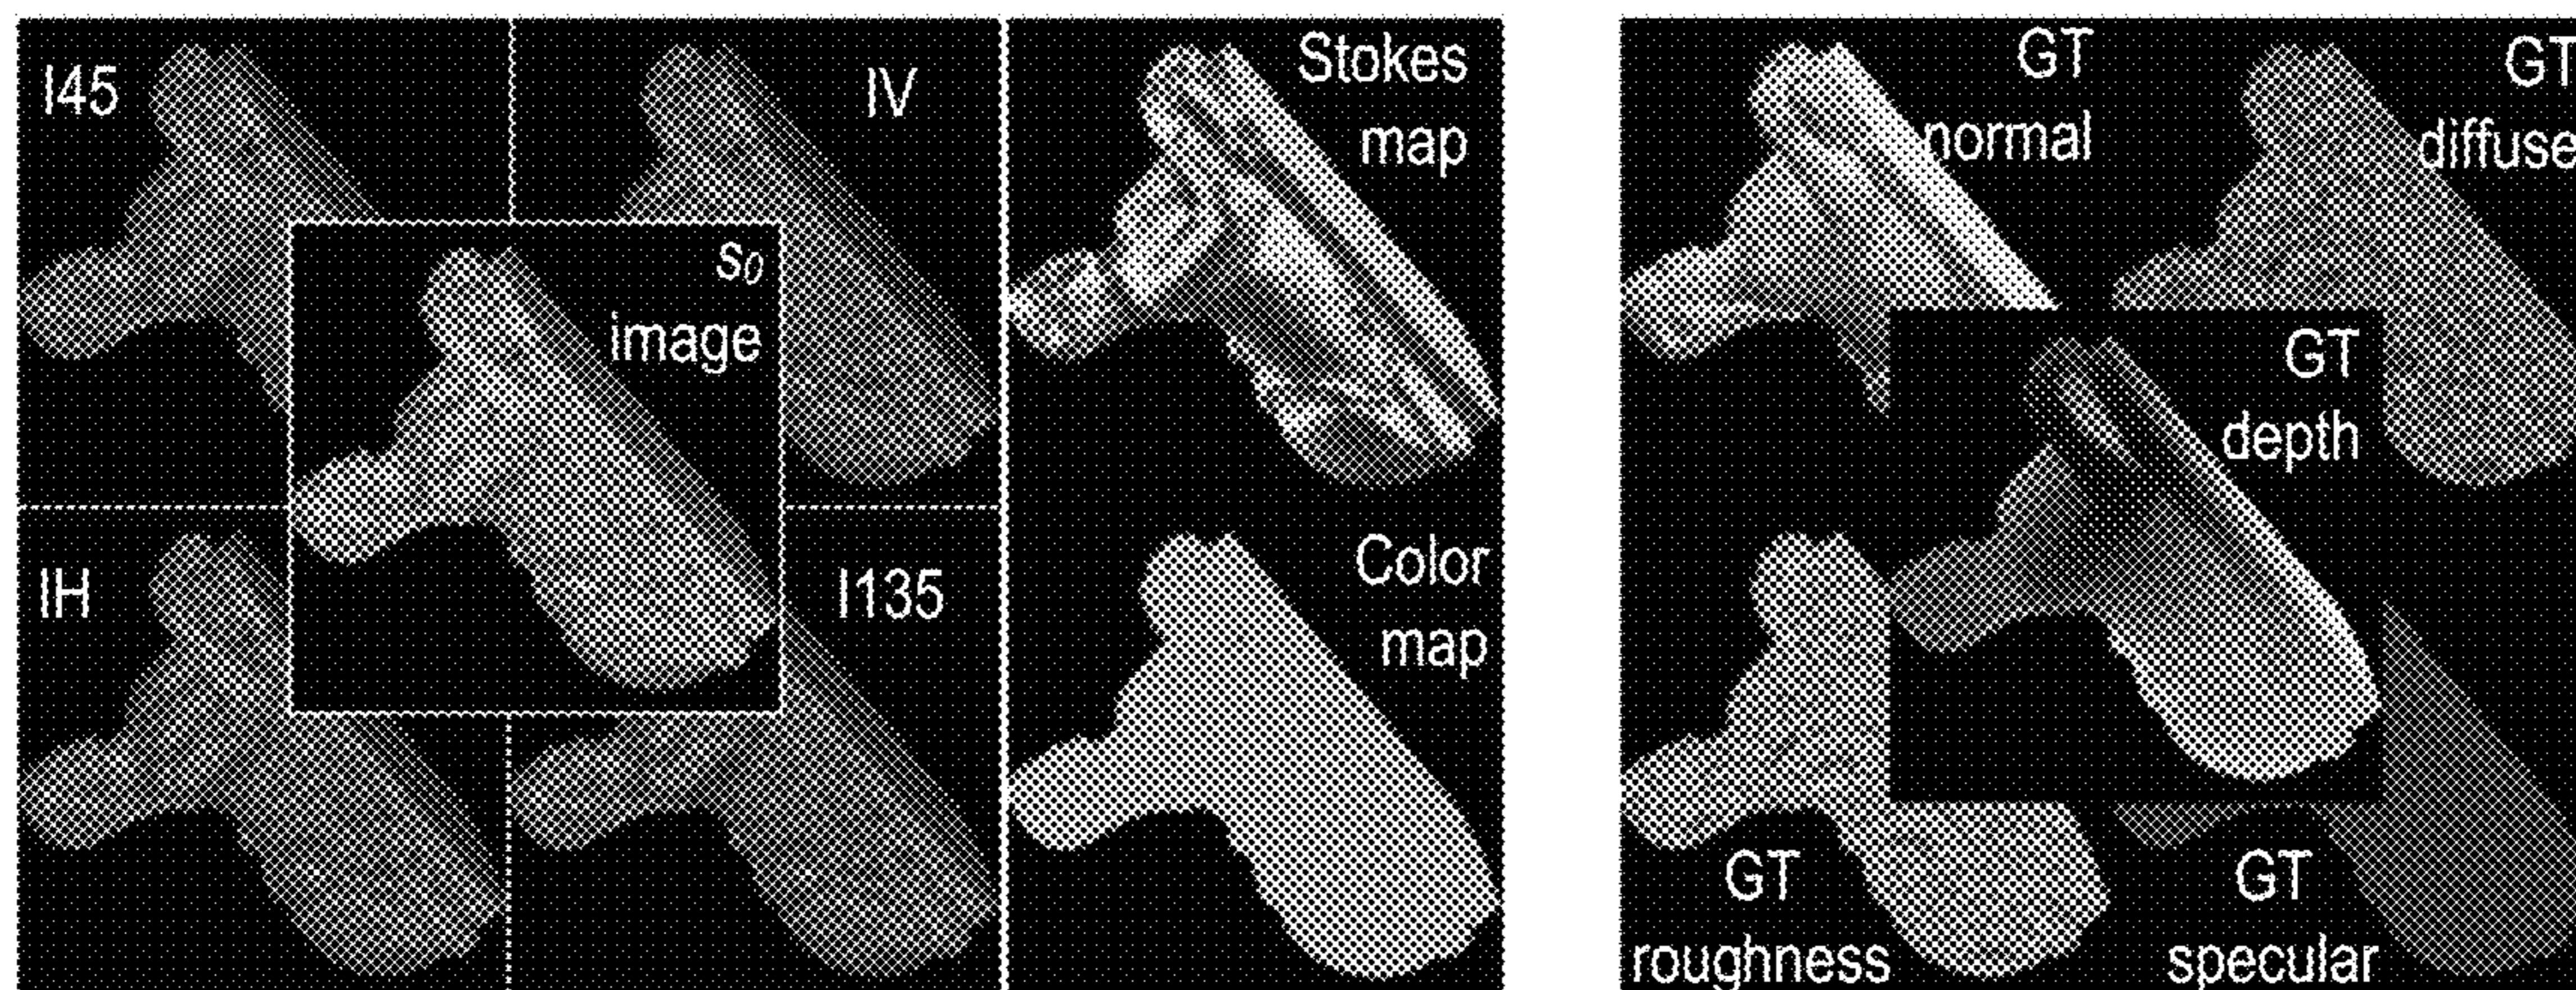 I45
IV
s0
image
IH
I135
Stokes
map
Color
map
GT
normal
GT
diffuse
GT
depth
GT
roughness
GT
specular